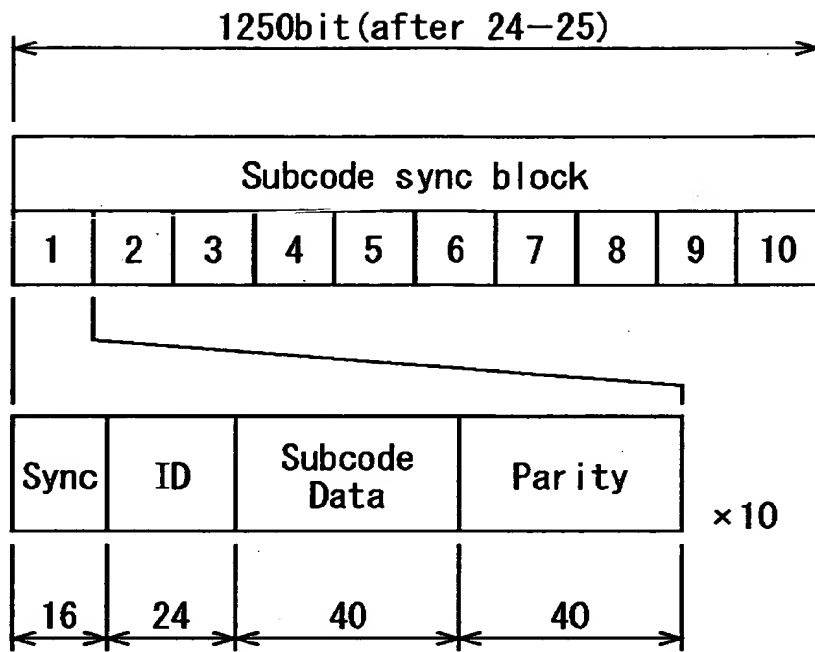 1250bit(after 24-25)
Subcode sync block
1 2 3 4 5 6 7 8 9 10
Sync ID Subcode Data Parity
×10
16 24 40 40